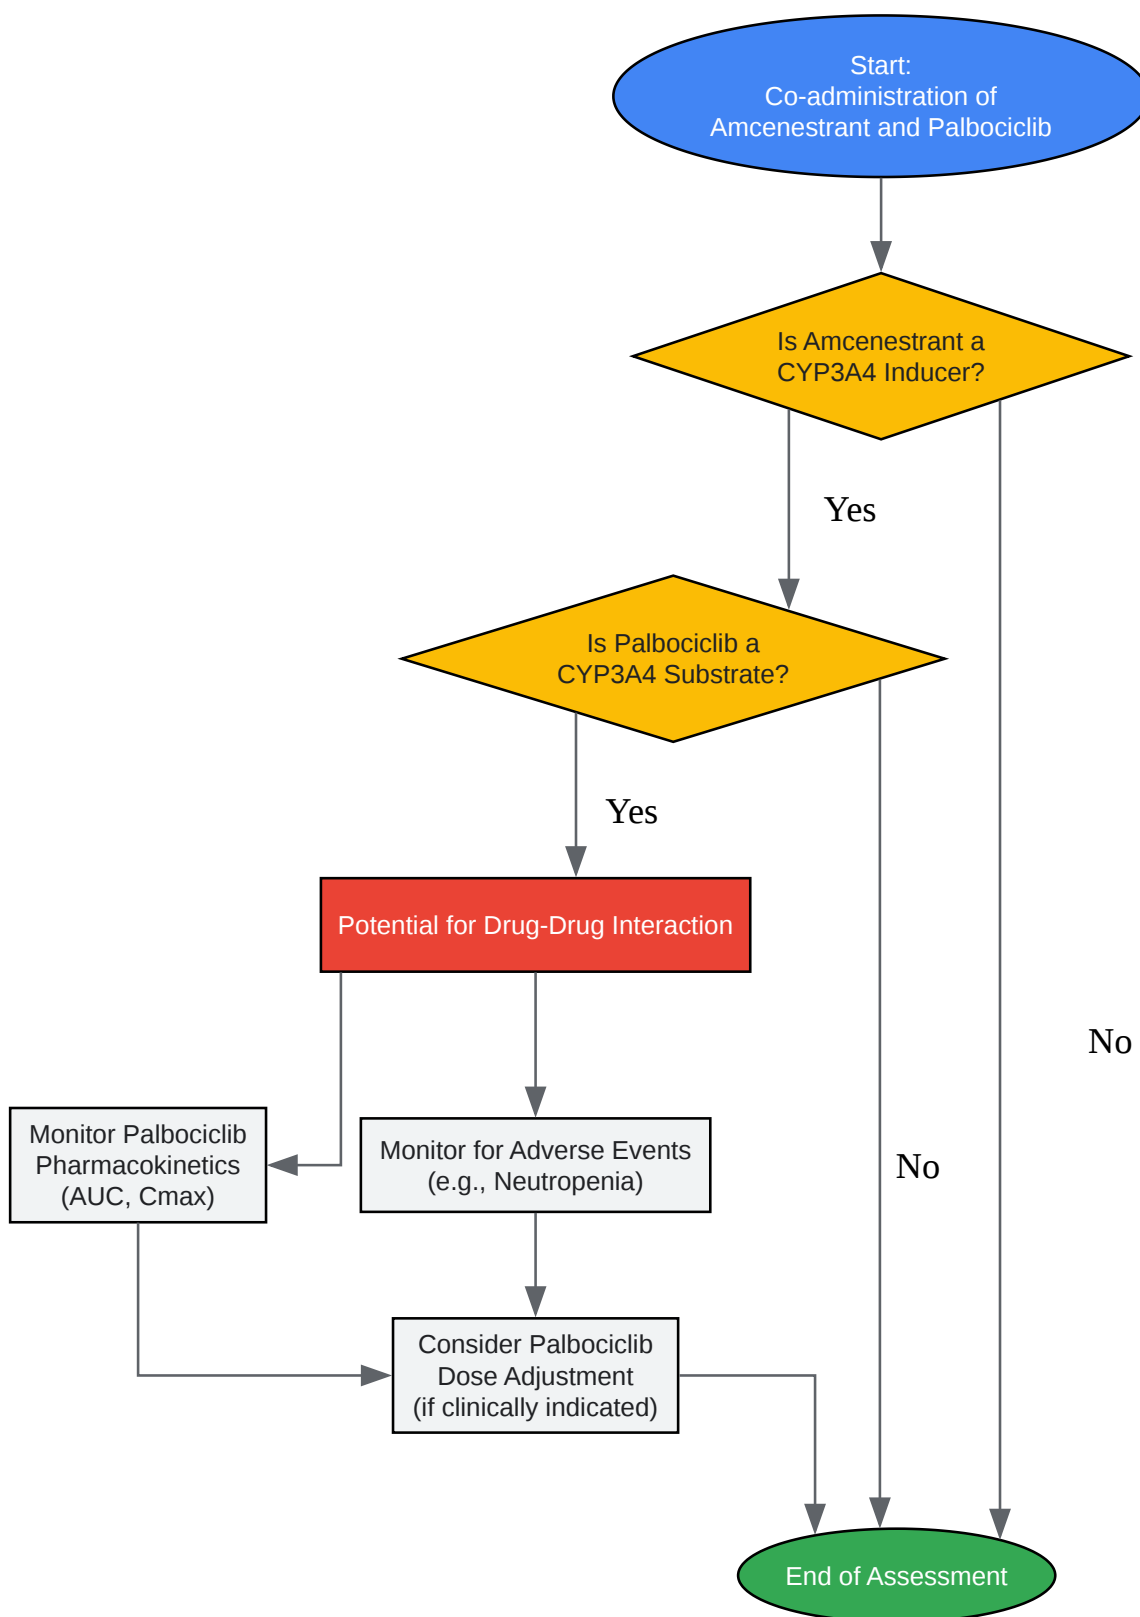 Start:
Co-administration of
Amcenestrant and Palbociclib
Is Amcenestrant a
CYP3A4 Inducer?
Yes
Is Palbociclib a
CYP3A4 Substrate?
Yes
Potential for Drug-Drug Interaction
No
Monitor Palbociclib
Pharmacokinetics
(AUC, Cmax)
Monitor for Adverse Events
(e.g., Neutropenia)
No
Consider Palbociclib
Dose Adjustment
(if clinically indicated)
End of Assessment